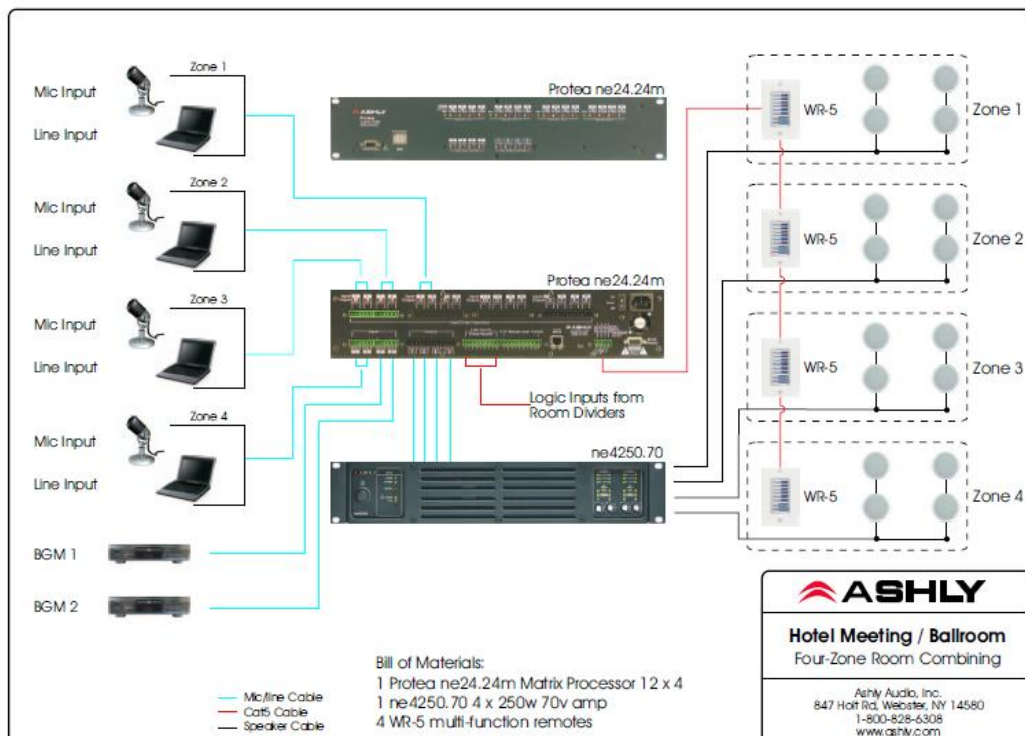 Zone 1
Mic Input
Line Input
Zone 2
Mic Input
Line Input
Zone 3
Mic Input
Line Input
Zone 4
Mic Input
Line Input
BGM 1
BGM 2
Protea ne24.24m
ASHLY
Protea
Protea ne24.24m
ASHLY
Logic Inputs from
Room Dividers
ne4250.70
WR-5
Zone 1
WR-5
Zone 2
WR-5
Zone 3
WR-5
Zone 4
Mic/line Cable
Cat5 Cable
Speaker Cable
Bill of Materials:
1 Protea ne24.24m Matrix Processor 12 x 4
1 ne4250.70 4 x 250w 70v amp
4 WR-5 multi-function remotes
ASHLY
Hotel Meeting / Ballroom
Four-Zone Room Combining
Ashly Audio, Inc.
847 Holt Rd, Webster, NY 14580
1-800-828-6308
www.ashly.com